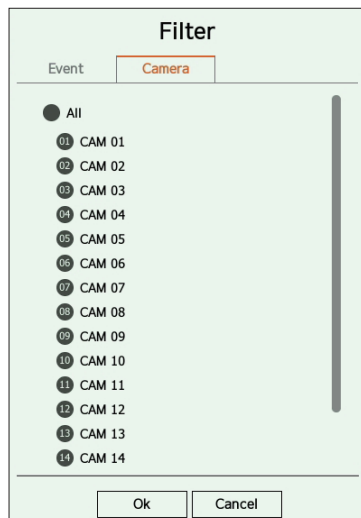 Filter
Event Camera
All
01 CAM 01
02 CAM 02
03 CAM 03
04 CAM 04
05 CAM 05
06 CAM 06
07 CAM 07
08 CAM 08
09 CAM 09
10 CAM 10
11 CAM 11
12 CAM 12
13 CAM 13
14 CAM 14
Ok Cancel